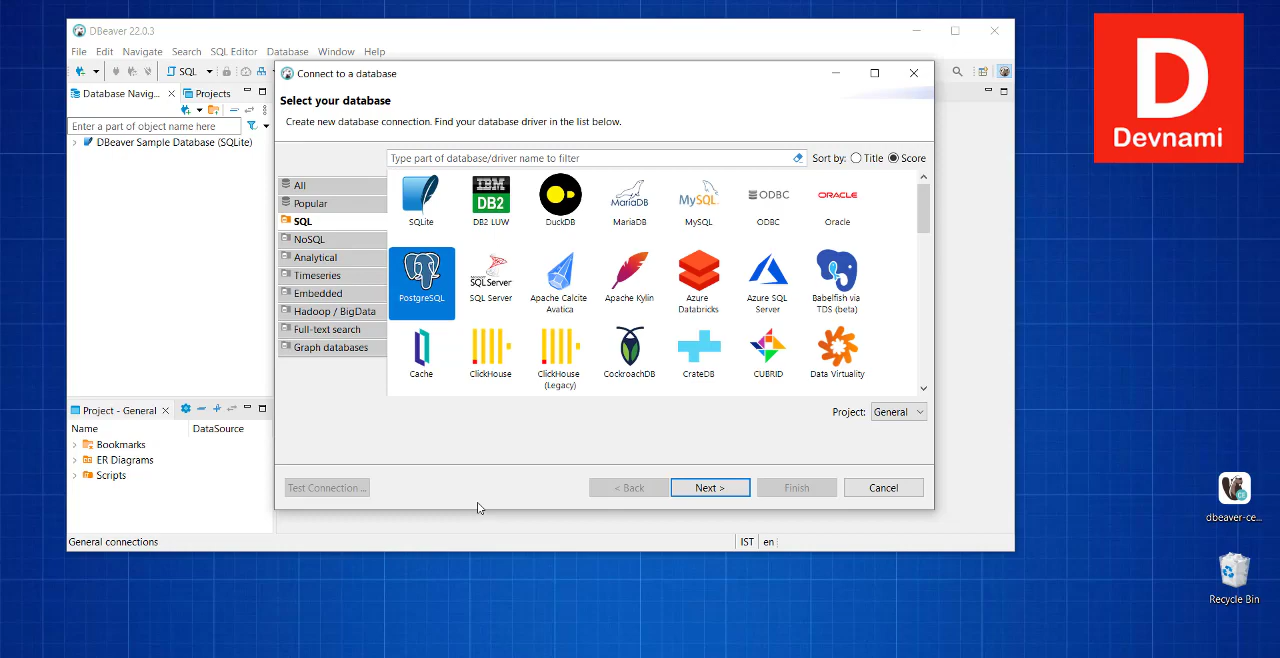 DBeaver 22.0.3
File Edit Navigate Search SQL Editor Database Window Help
SQL
Database Navig... Projects
Enter a part of object name here
DBeaver Sample Database (SQLite)
Connect to a database
Select your database
Create new database connection. Find your database driver in the list below.
Type part of database/driver name to filter
Sort by: Title Score
All
Popular
SQL
NoSQL
Analytical
Timeseries
Embedded
Hadoop / BigData
Full-text search
Graph databases
IBM
DB2
MariaDB
MySQL
ODBC
ORACLE
SQLite DB2 LUW DuckDB MariaDB MySQL ODBC Oracle
Microsoft
SQL Server
PostgreSQL SQL Server Apache Calcite Avatica Apache Kylin Azure Databricks Azure SQL Server Babelfish via TDS (beta)
Cache ClickHouse ClickHouse (Legacy) CockroachDB CrateDB CUBRID Data Virtuality
Project: General
Test Connection ... < Back Next > Finish Cancel
Project - General
Name DataSource
Bookmarks
ER Diagrams
Scripts
General connections
IST en
D
Devnami
CE
dbeaver-ce...
Recycle Bin